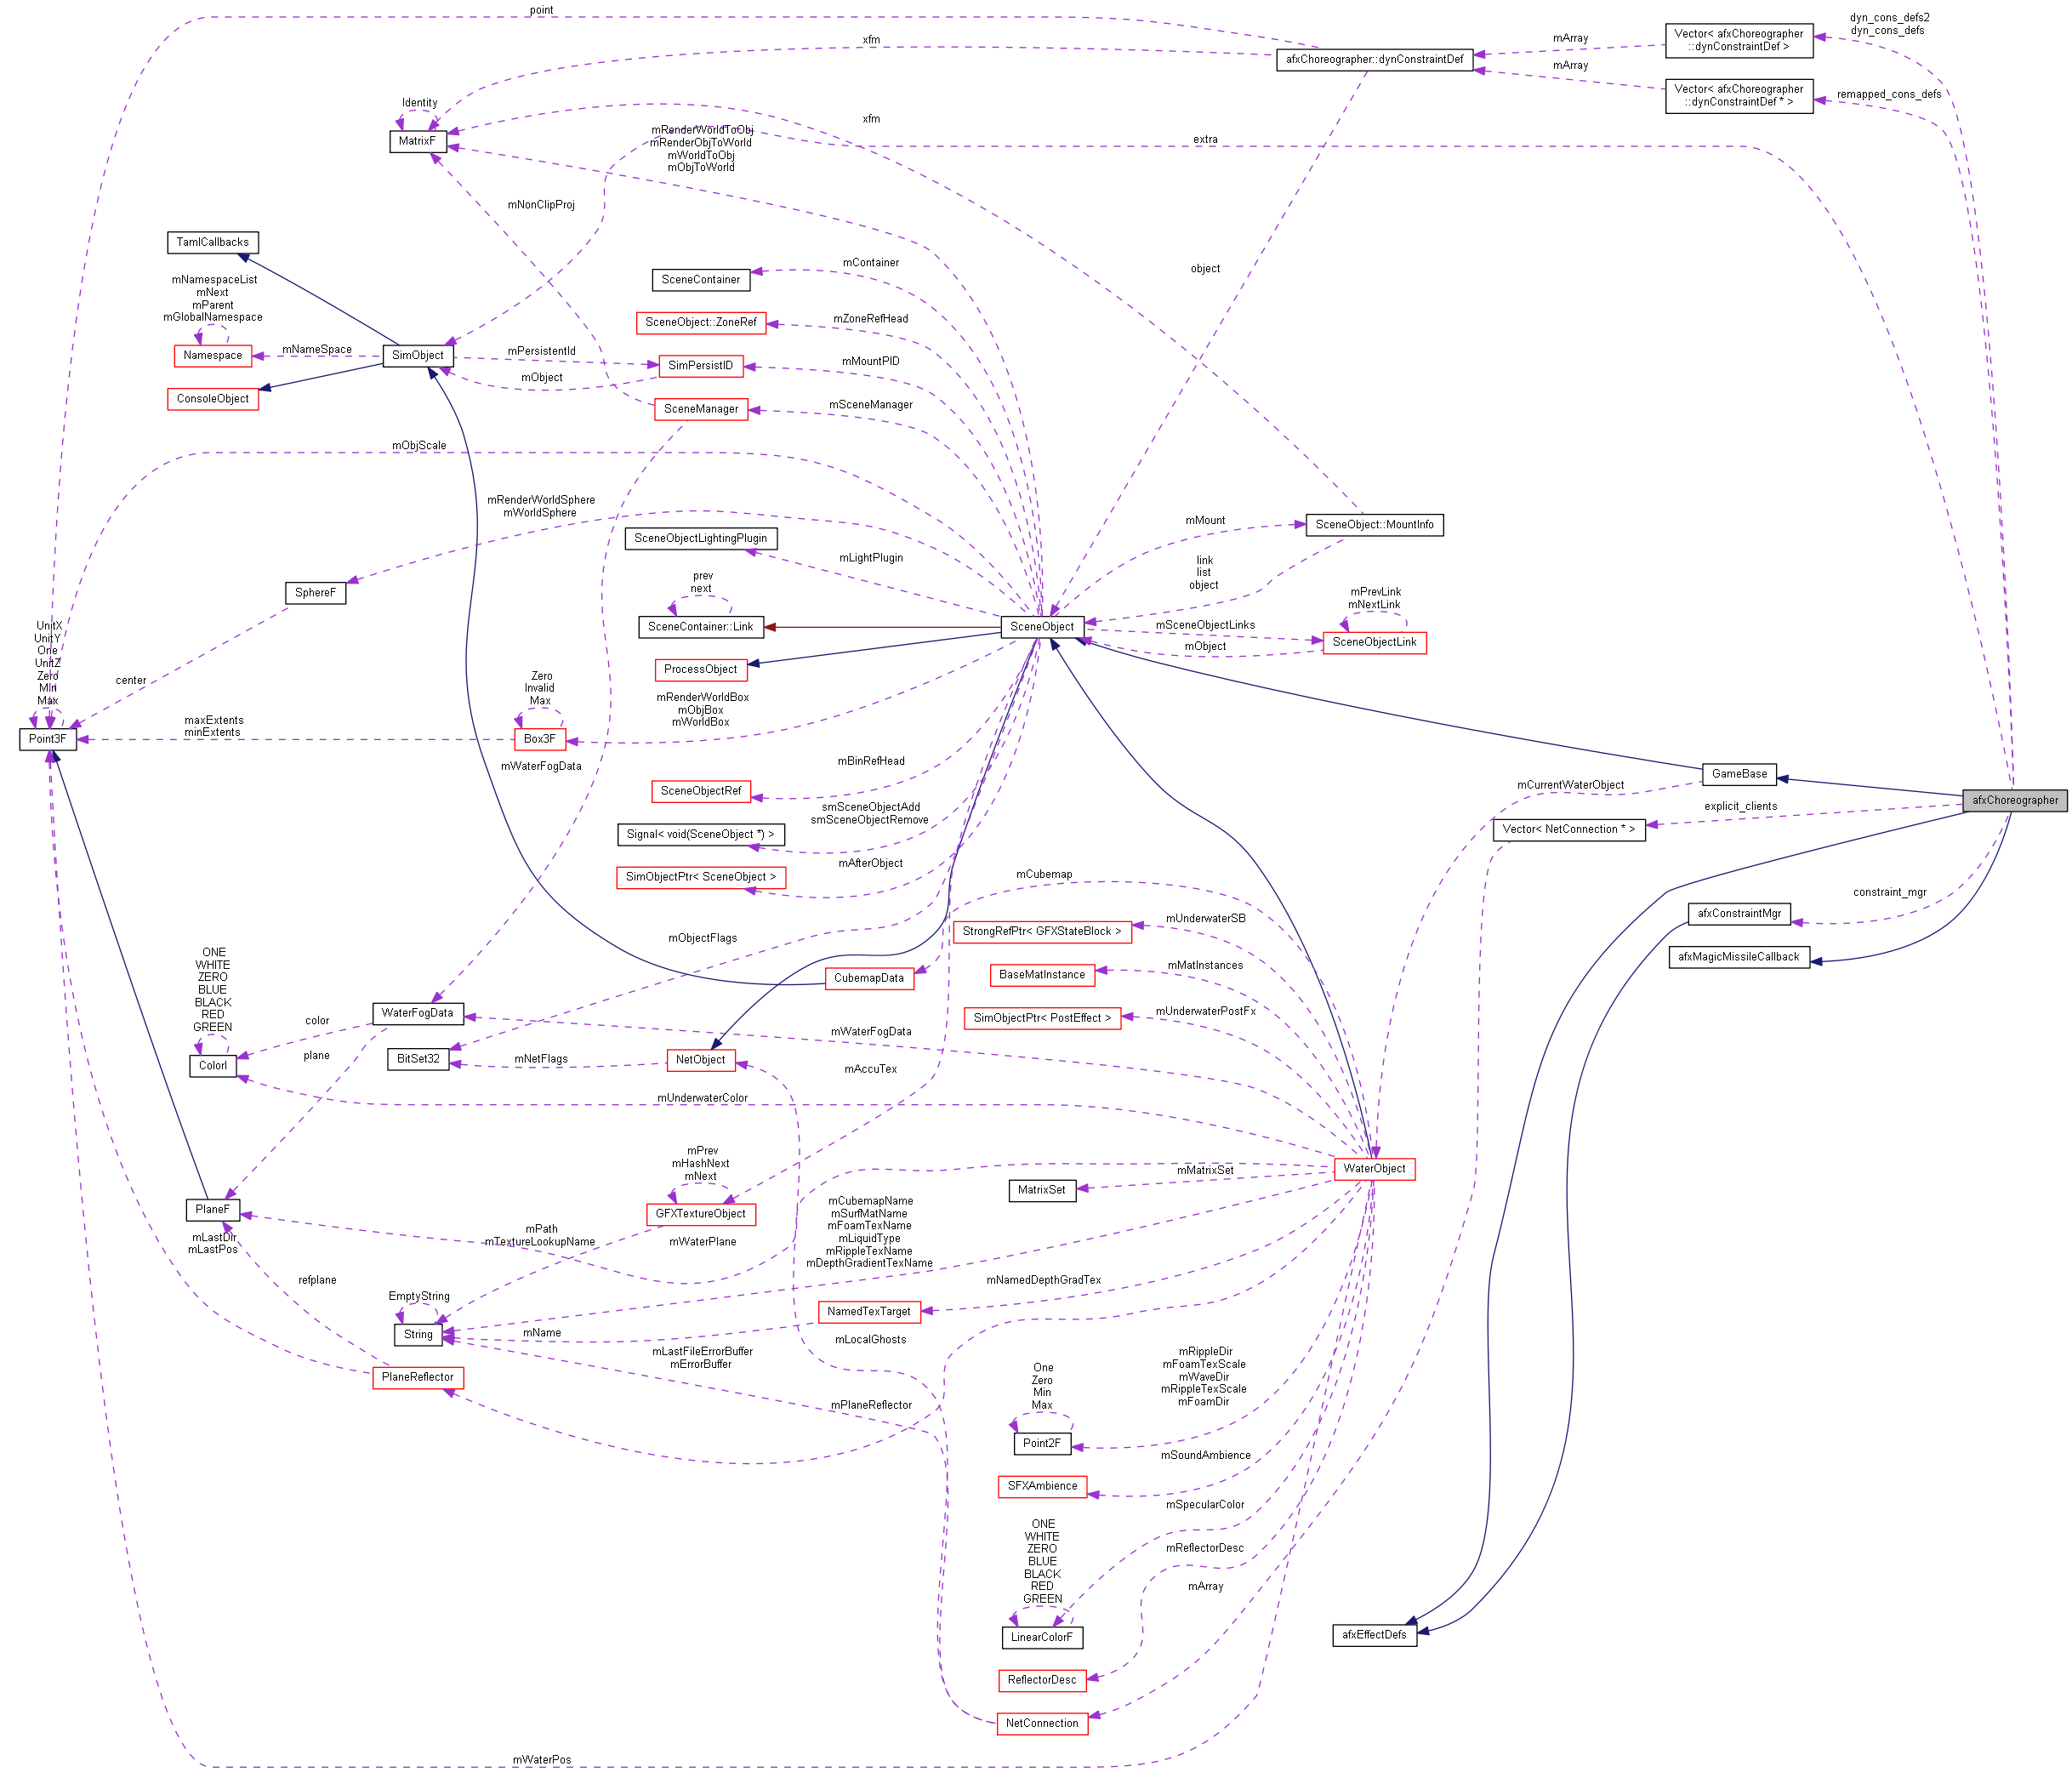 point
dyn_cons_defs2
dyn_cons_defs
Vector< afxChoreographer
::dynConstraintDef >
mArray
xfm
afxChoreographer::dynConstraintDef
mArray
Vector< afxChoreographer
::dynConstraintDef * >
remapped_cons_defs
Identity
MatrixF
xfm
mRenderWorldToObj
mRenderObjToWorld
mWorldToObj
mObjToWorld
extra
mNonClipProj
TamlCallbacks
mContainer
SceneContainer
object
mNamespaceList
mNext
mParent
mGlobalNamespace
mZoneRefHead
SceneObject::ZoneRef
Namespace
mNameSpace
SimObject
mPersistentId
SimPersistID
mMountPID
mObject
ConsoleObject
SceneManager
mSceneManager
mObjScale
mRenderWorldSphere
mWorldSphere
mMount
SceneObject::MountInfo
SceneObjectLightingPlugin
mLightPlugin
link
list
object
prev
next
SphereF
mPrevLink
mNextLink
SceneContainer::Link
SceneObject
mSceneObjectLinks
SceneObjectLink
mObject
UnitX
UnitY
One
UnitZ
Zero
Min
Max
center
ProcessObject
Zero
Invalid
Max
mRenderWorldBox
mObjBox
mWorldBox
maxExtents
minExtents
Point3F
Box3F
mWaterFogData
mBinRefHead
SceneObjectRef
GameBase
mCurrentWaterObject
afxChoreographer
explicit_clients
smSceneObjectAdd
smSceneObjectRemove
Signal< void(SceneObject *) >
Vector< NetConnection * >
mAfterObject
SimObjectPtr< SceneObject >
mCubemap
constraint_mgr
afxConstraintMgr
mUnderwaterSB
StrongRefPtr< GFXStateBlock >
mObjectFlags
afxMagicMissileCallback
ONE
WHITE
ZERO
BLUE
BLACK
RED
GREEN
CubemapData
BaseMatInstance
mMatInstances
WaterFogData
color
SimObjectPtr< PostEffect >
mUnderwaterPostFx
mWaterFogData
plane
BitSet32
mNetFlags
NetObject
ColorI
mAccuTex
mUnderwaterColor
mPrev
mHashNext
mNext
WaterObject
mMatrixSet
MatrixSet
PlaneF
GFXTextureObject
mCubemapName
mSurfMatName
mFoamTexName
mLiquidType
mRippleTexName
mDepthGradientTexName
mPath
mTextureLookupName
mWaterPlane
mLastDir
mLastPos
refplane
mNamedDepthGradTex
EmptyString
NamedTexTarget
String
mName
mLocalGhosts
mLastFileErrorBuffer
mErrorBuffer
PlaneReflector
mRippleDir
mFoamTexScale
mWaveDir
mRippleTexScale
mFoamDir
One
Zero
Min
Max
mPlaneReflector
Point2F
mSoundAmbience
SFXAmbience
mSpecularColor
ONE
WHITE
ZERO
BLUE
BLACK
RED
GREEN
mReflectorDesc
mArray
LinearColorF
afxEffectDefs
ReflectorDesc
NetConnection
mWaterPos